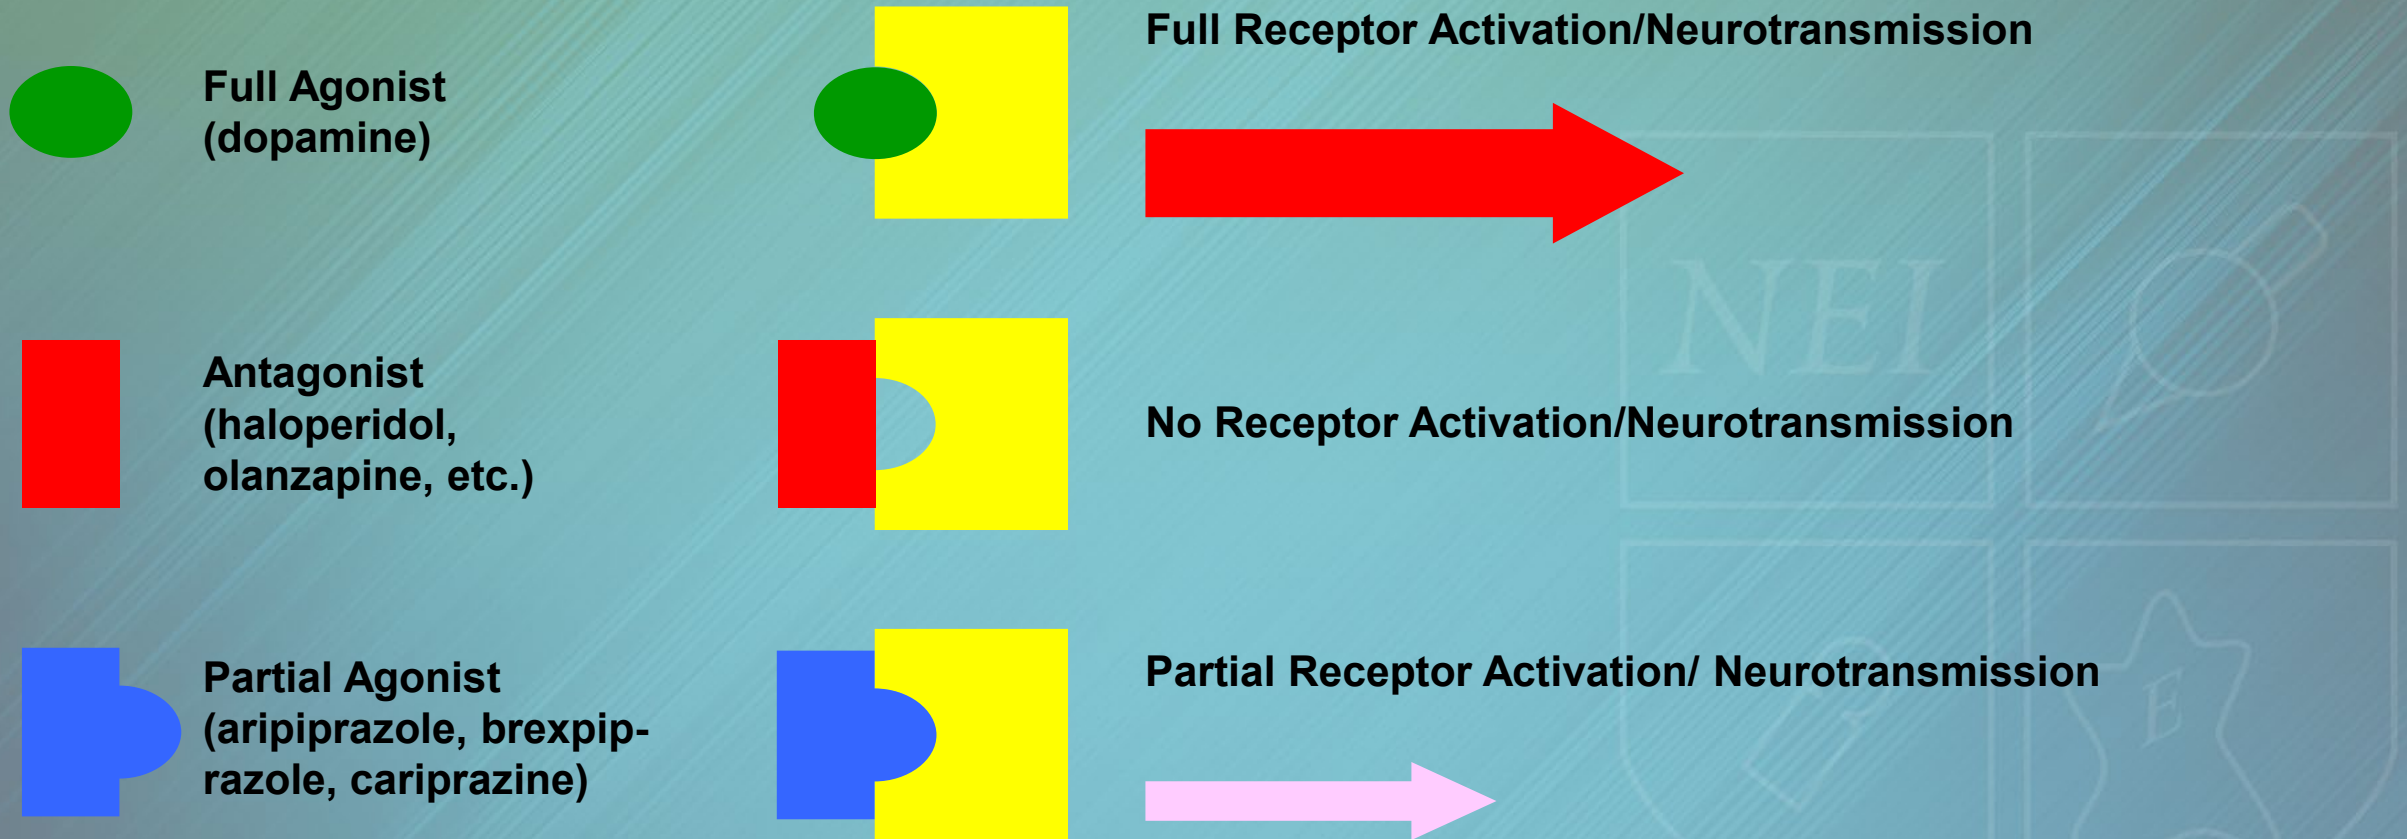 Full Receptor Activation/Neurotransmission
Full Agonist
(dopamine)
NEI
Antagonist
(haloperidol,
olanzapine, etc.)
No Receptor Activation/Neurotransmission
Partial Agonist
(aripiprazole, brexpip-
razole, cariprazine)
Partial Receptor Activation/ Neurotransmission
E